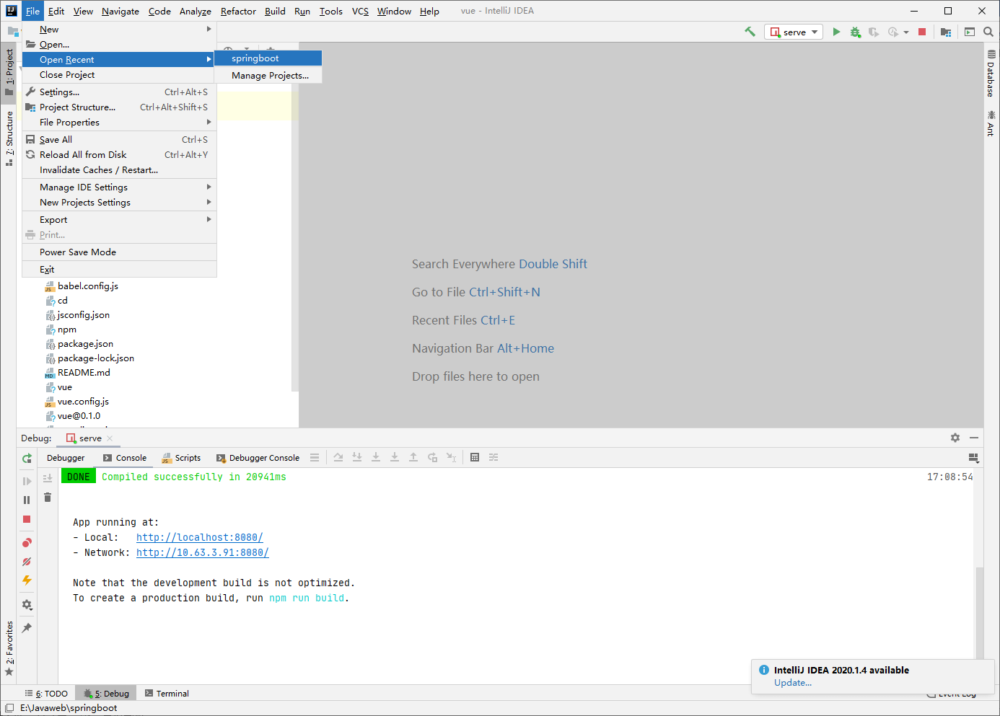 File Edit View Navigate Code Analyze Refactor Build Run Tools VCS Window Help vue - IntelliJ IDEA
New
Open...
Open Recent
springboot
Close Project
Manage Projects...
Settings... Ctrl+Alt+S
Project Structure... Ctrl+Alt+Shift+S
File Properties
Save All Ctrl+S
Reload All from Disk Ctrl+Alt+Y
Invalidate Caches / Restart...
Manage IDE Settings
New Projects Settings
Export
Print...
Power Save Mode
Exit
serve
1: Project
7: Structure
2: Favorites
Database
Ant
babel.config.js
cd
jsconfig.json
npm
package.json
package-lock.json
README.md
vue
vue.config.js
vue@0.1.0
Search Everywhere Double Shift
Go to File Ctrl+Shift+N
Recent Files Ctrl+E
Navigation Bar Alt+Home
Drop files here to open
Debug: serve
Debugger Console Scripts Debugger Console
DONE Compiled successfully in 20941ms 17:08:54
App running at:
- Local: http://localhost:8080/
- Network: http://10.63.3.91:8080/
Note that the development build is not optimized.
To create a production build, run npm run build.
IntelliJ IDEA 2020.1.4 available
Update...
6: TODO 5: Debug Terminal Event Log
E:\Javaweb\springboot